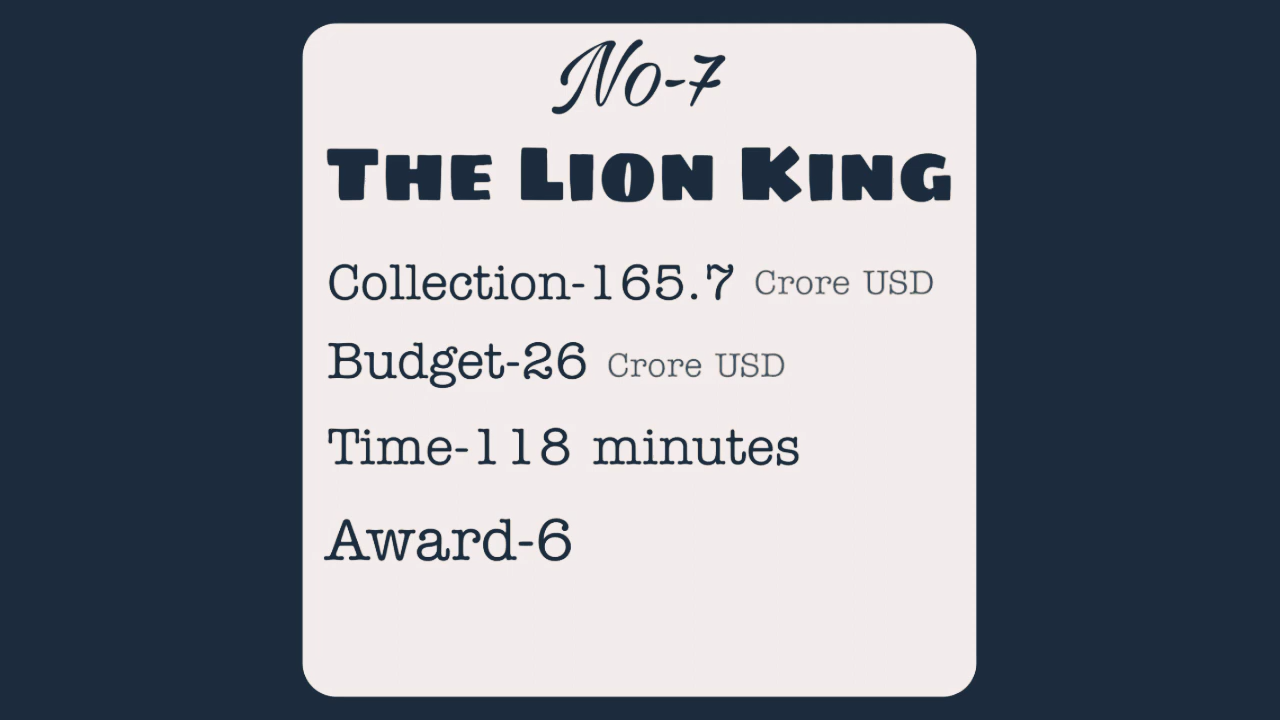 No-7
The Lion King
Collection-165.7 Crore USD
Budget-26 Crore USD
Time-118 minutes
Award-6